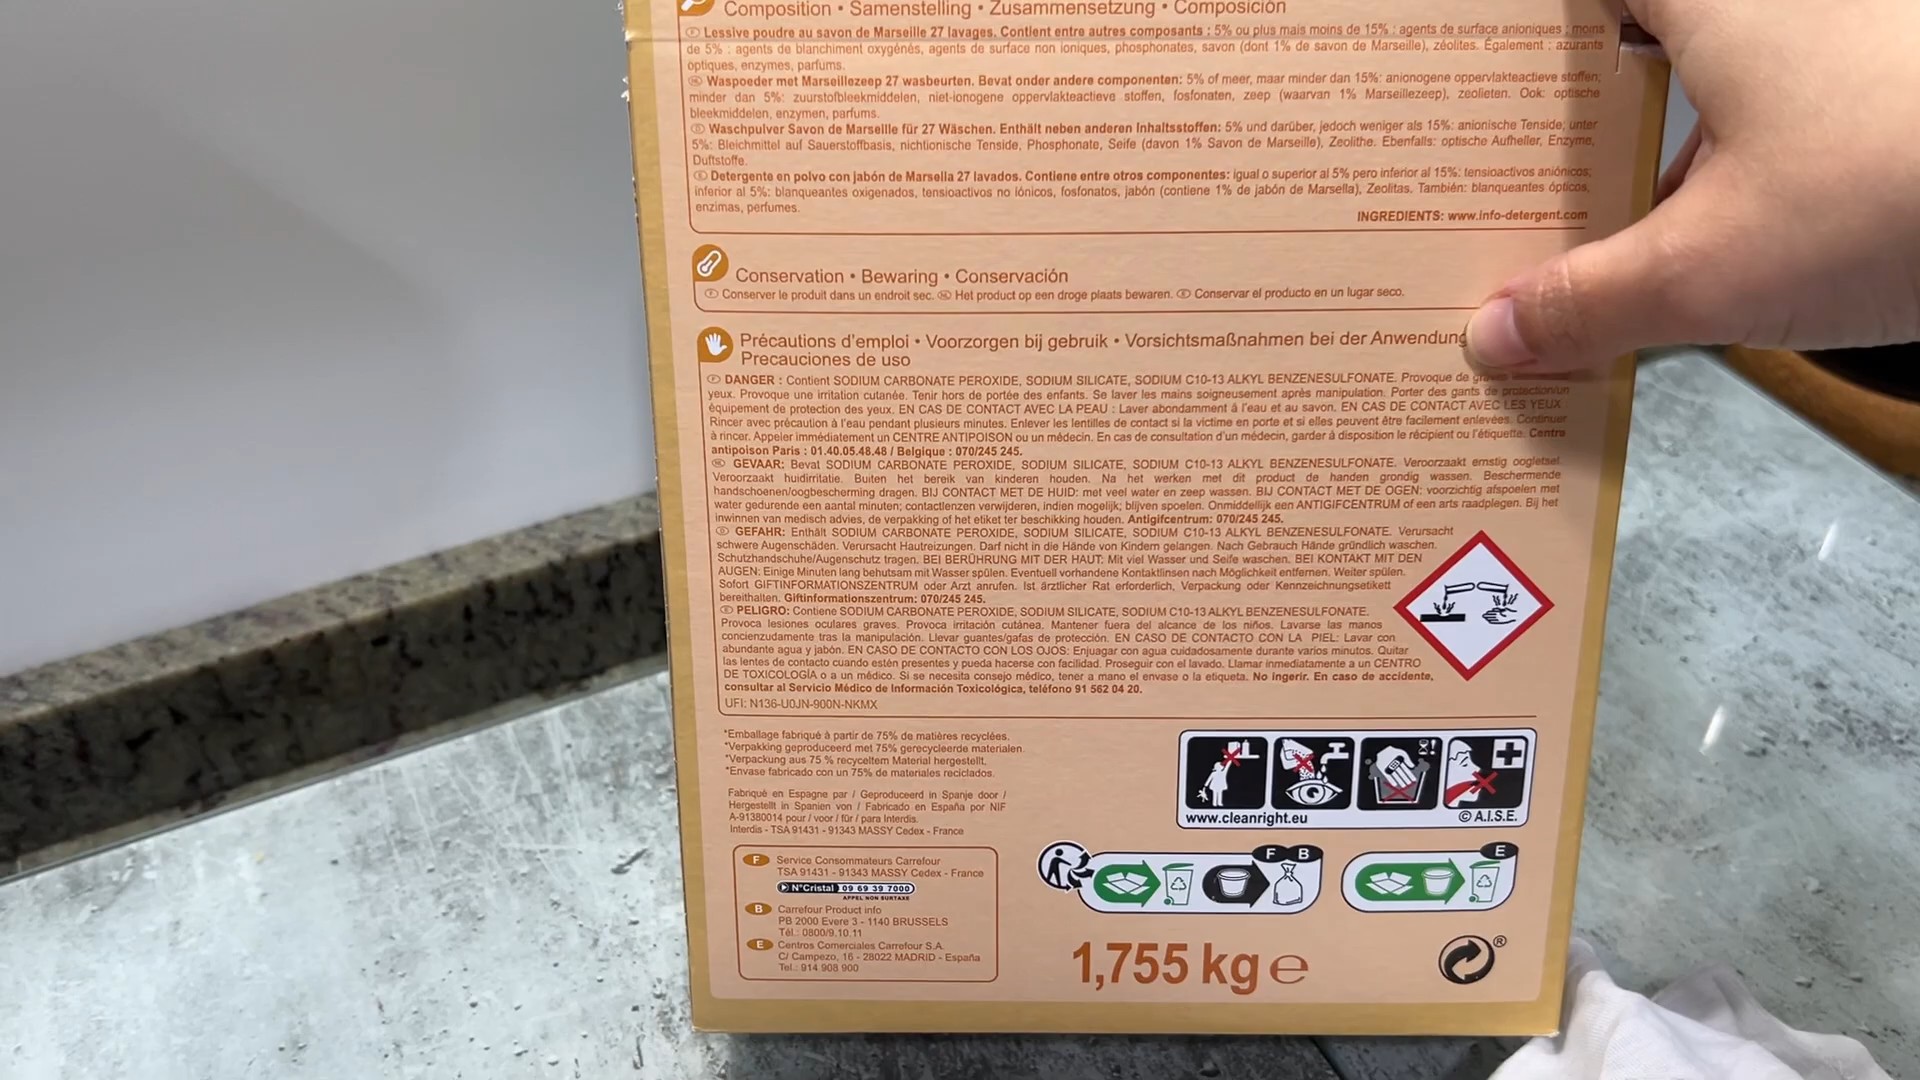 Composition • Samenstelling • Zusammensetzung • Composición
F Lessive poudre au savon de Marseille 27 lavages. Contient entre autres composants : 5% ou plus mais moins de 15% : agents de surface anioniques ; moins
de 5% : agents de blanchiment oxygénés, agents de surface non ioniques, phosphonates, savon (dont 1% de savon de Marseille), zéolites. Également : azurants
optiques, enzymes, parfums.
NL Waspoeder met Marseillezeep 27 wasbeurten. Bevat onder andere componenten: 5% of meer, maar minder dan 15%: anionogene oppervlakteactieve stoffen;
minder dan 5%: zuurstofbleekmiddelen, niet-ionogene oppervlakteactieve stoffen, fosfonaten, zeep (waarvan 1% Marseillezeep), zeolieten. Ook: optische
bleekmiddelen, enzymen, parfums.
D Waschpulver Savon de Marseille für 27 Wäschen. Enthält neben anderen Inhaltsstoffen: 5% und darüber, jedoch weniger als 15%: anionische Tenside; unter
5%: Bleichmittel auf Sauerstoffbasis, nichtionische Tenside, Phosphonate, Seife (davon 1% Savon de Marseille), Zeolithe. Ebenfalls: optische Aufheller, Enzyme,
Duftstoffe.
E Detergente en polvo con jabón de Marsella 27 lavados. Contiene entre otros componentes: igual o superior al 5% pero inferior al 15%: tensioactivos aniónicos;
inferior al 5%: blanqueantes oxigenados, tensioactivos no iónicos, fosfonatos, jabón (contiene 1% de jabón de Marsella), Zeolitas. También: blanqueantes ópticos,
enzimas, perfumes.
INGREDIENTS: www.info-detergent.com
Conservation • Bewaring • Conservación
F Conserver le produit dans un endroit sec. NL Het product op een droge plaats bewaren. E Conservar el producto en un lugar seco.
Précautions d'emploi • Voorzorgen bij gebruik • Vorsichtsmaßnahmen bei der Anwendung
Precauciones de uso
F DANGER : Contient SODIUM CARBONATE PEROXIDE, SODIUM SILICATE, SODIUM C10-13 ALKYL BENZENESULFONATE. Provoque de
yeux. Provoque une irritation cutanée. Tenir hors de portée des enfants. Se laver les mains soigneusement après manipulation. Porter des gants de protection/un
équipement de protection des yeux. EN CAS DE CONTACT AVEC LA PEAU : Laver abondamment à l'eau et au savon. EN CAS DE CONTACT AVEC LES YEUX :
Rincer avec précaution à l'eau pendant plusieurs minutes. Enlever les lentilles de contact si la victime en porte et si elles peuvent être facilement enlevées. Continuer
à rincer. Appeler immédiatement un CENTRE ANTIPOISON ou un médecin. En cas de consultation d'un médecin, garder à disposition le récipient ou l'étiquette. Centre
antipoison Paris : 01.40.05.48.48 / Belgique : 070/245 245.
NL GEVAAR: Bevat SODIUM CARBONATE PEROXIDE, SODIUM SILICATE, SODIUM C10-13 ALKYL BENZENESULFONATE. Veroorzaakt ernstig oogletsel.
Veroorzaakt huidirritatie. Buiten het bereik van kinderen houden. Na het werken met dit product de handen grondig wassen. Beschermende
handschoenen/oogbescherming dragen. BIJ CONTACT MET DE HUID: met veel water en zeep wassen. BIJ CONTACT MET DE OGEN: voorzichtig afspoelen met
water gedurende een aantal minuten; contactlenzen verwijderen, indien mogelijk; blijven spoelen. Onmiddellijk een ANTIGIFCENTRUM of een arts raadplegen. Bij het
inwinnen van medisch advies, de verpakking of het etiket ter beschikking houden. Antigifcentrum: 070/245 245.
D GEFAHR: Enthält SODIUM CARBONATE PEROXIDE, SODIUM SILICATE, SODIUM C10-13 ALKYL BENZENESULFONATE. Verursacht
schwere Augenschäden. Verursacht Hautreizungen. Darf nicht in die Hände von Kindern gelangen. Nach Gebrauch Hände gründlich waschen.
Schutzhandschuhe/Augenschutz tragen. BEI BERÜHRUNG MIT DER HAUT: Mit viel Wasser und Seife waschen. BEI KONTAKT MIT DEN
AUGEN: Einige Minuten lang behutsam mit Wasser spülen. Eventuell vorhandene Kontaktlinsen nach Möglichkeit entfernen. Weiter spülen.
Sofort GIFTINFORMATIONSZENTRUM oder Arzt anrufen. Ist ärztlicher Rat erforderlich, Verpackung oder Kennzeichnungsetikett
bereithalten. Giftinformationszentrum: 070/245 245.
E PELIGRO: Contiene SODIUM CARBONATE PEROXIDE, SODIUM SILICATE, SODIUM C10-13 ALKYL BENZENESULFONATE.
Provoca lesiones oculares graves. Provoca irritación cutánea. Mantener fuera del alcance de los niños. Lavarse las manos
concienzudamente tras la manipulación. Llevar guantes/gafas de protección. EN CASO DE CONTACTO CON LA PIEL: Lavar con
abundante agua y jabón. EN CASO DE CONTACTO CON LOS OJOS: Enjuagar con agua cuidadosamente durante varios minutos. Quitar
las lentes de contacto cuando estén presentes y pueda hacerse con facilidad. Proseguir con el lavado. Llamar inmediatamente a un CENTRO
DE TOXICOLOGÍA o a un médico. Si se necesita consejo médico, tener a mano el envase o la etiqueta. No ingerir. En caso de accidente,
consultar al Servicio Médico de Información Toxicológica, teléfono 91 562 04 20.
UFI: N136-U0JN-900N-NKMX
*Emballage fabriqué à partir de 75% de matières recyclées.
*Verpakking geproduceerd met 75% gerecycleerde materialen.
*Verpackung aus 75 % recyceltem Material hergestellt.
*Envase fabricado con un 75% de materiales reciclados.
Fabriqué en Espagne par / Geproduceerd in Spanje door /
Hergestellt in Spanien von / Fabricado en España por NIF
A-91380014 pour / voor / für / para Interdis.
Interdis - TSA 91431 - 91343 MASSY Cedex - France
www.cleanright.eu
© A.I.S.E.
F Service Consommateurs Carrefour
TSA 91431 - 91343 MASSY Cedex - France
N°Cristal 09 69 39 7000
APPEL NON SURTAXÉ
B Carrefour Product info
PB 2000 Evere 3 - 1140 BRUSSELS
Tél.: 0800/9.10.11
E Centros Comerciales Carrefour S.A.
C/ Campezo, 16 - 28022 MADRID - España
Tel.: 914 908 900
F B
E
1,755 kg e
®